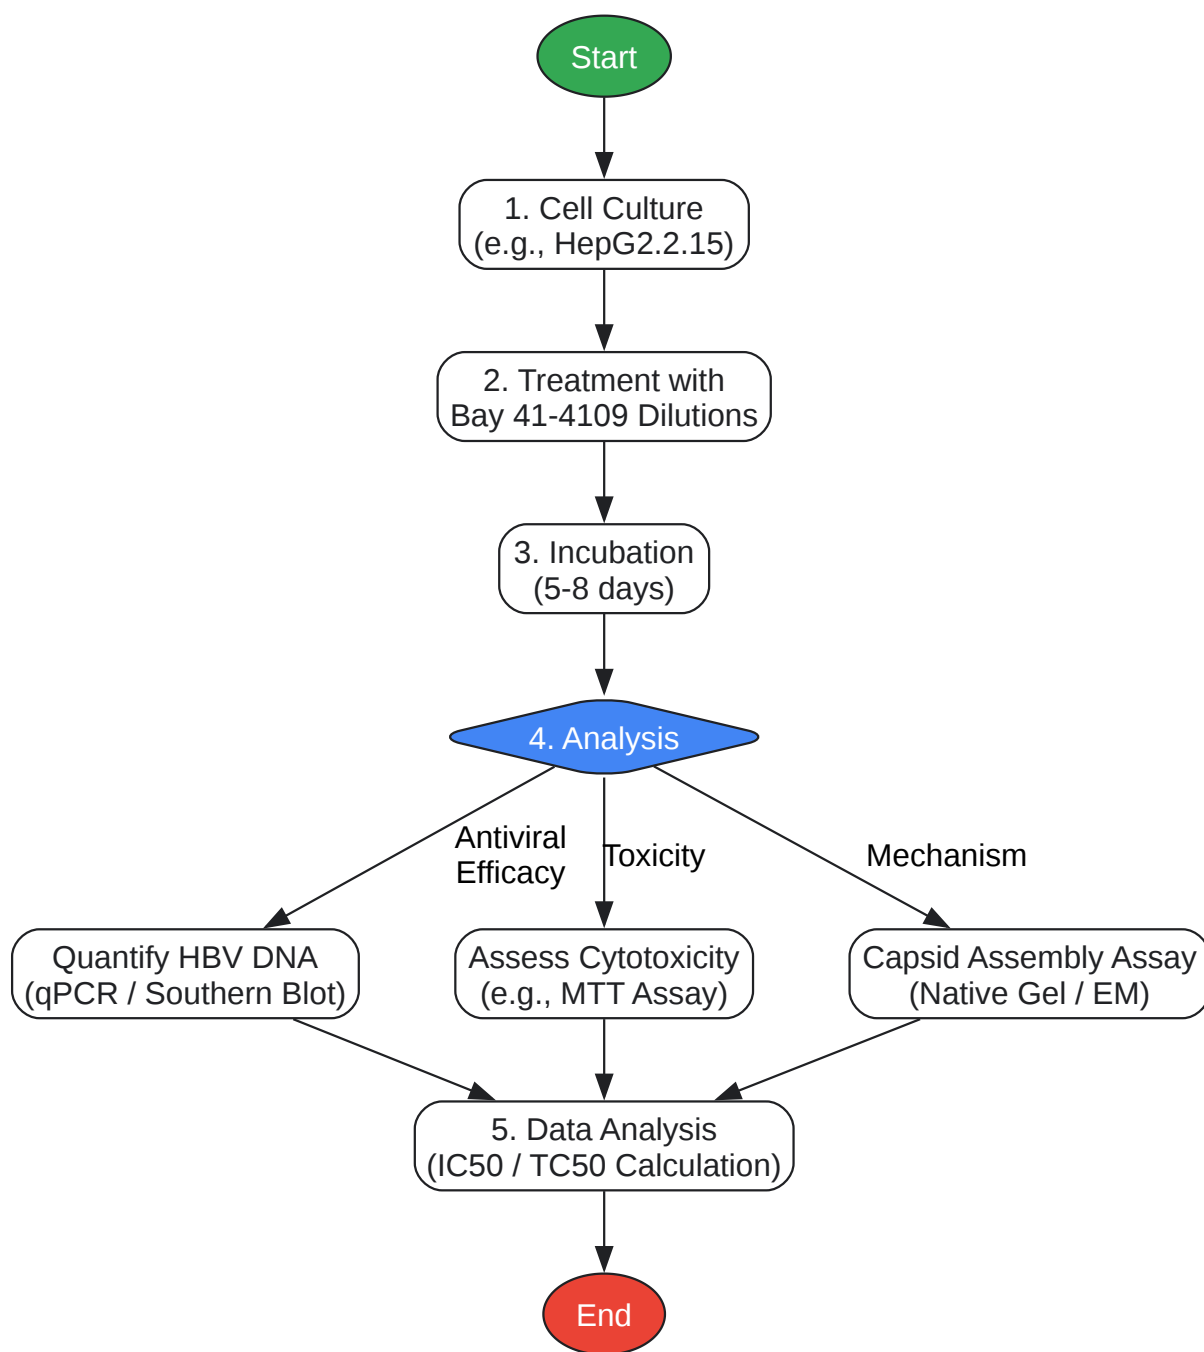 Start
1. Cell Culture
(e.g., HepG2.2.15)
2. Treatment with
Bay 41-4109 Dilutions
3. Incubation
(5-8 days)
4. Analysis
Antiviral
Efficacy
Toxicity
Mechanism
Quantify HBV DNA
(qPCR / Southern Blot)
Assess Cytotoxicity
(e.g., MTT Assay)
Capsid Assembly Assay
(Native Gel / EM)
5. Data Analysis
(IC50 / TC50 Calculation)
End